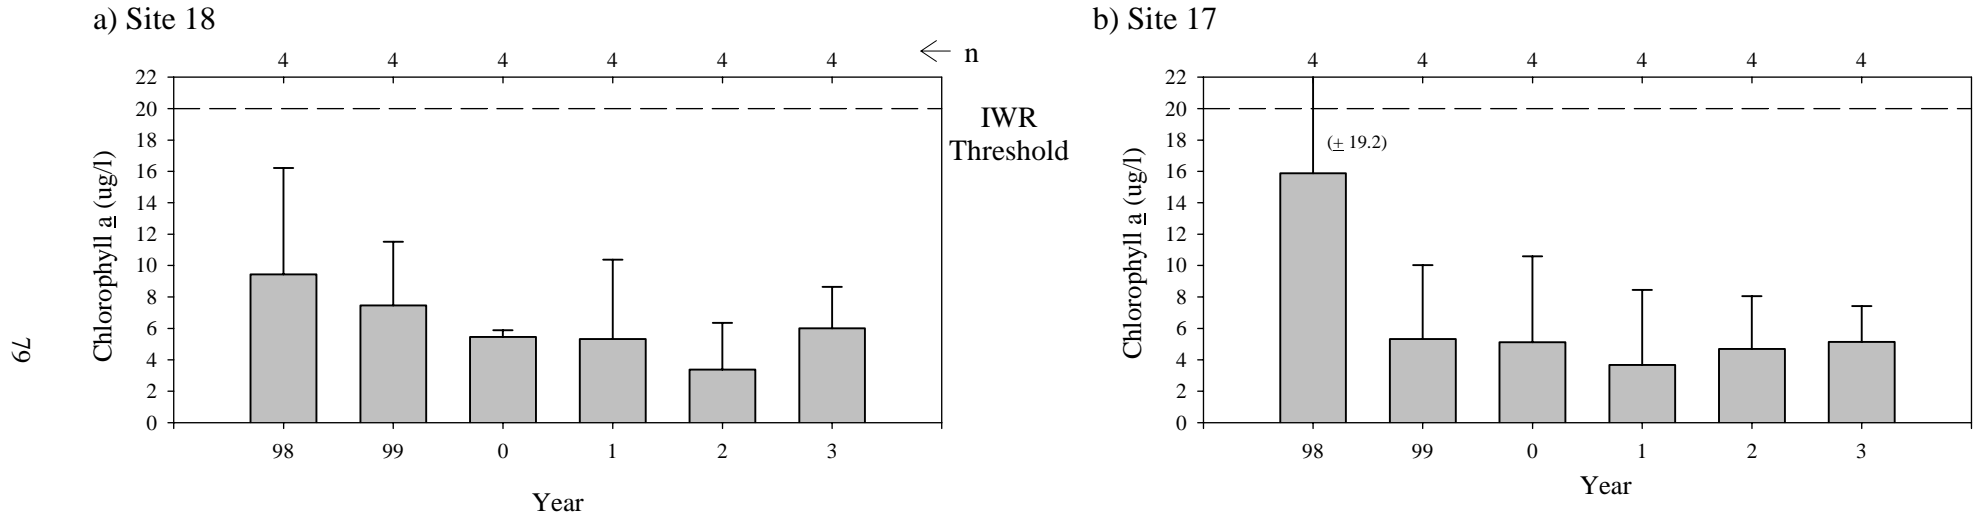 a) Site 18
4 4 4 4 4 4 n
22
20
18
16
14
12
10
8
6
4
2
0
Chlorophyll a (ug/l)
98 99 0 1 2 3
Year
IWR
Threshold
b) Site 17
4 4 4 4 4 4
22
20
18
16
14
12
10
8
6
4
2
0
Chlorophyll a (ug/l)
(± 19.2)
98 99 0 1 2 3
Year
79